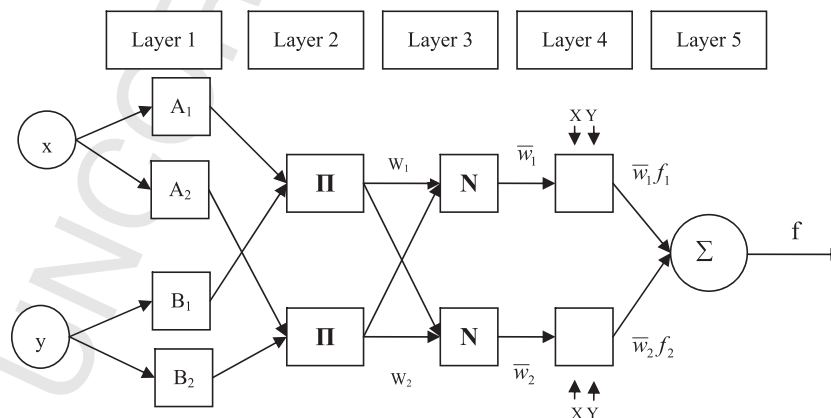 Layer 1 Layer 2 Layer 3 Layer 4 Layer 5
X Y
x A₁ A₂
Π W₁ N w̅₁ w̅₁f₁
Σ f
y B₁ B₂
Π W₂ N w̅₂ w̅₂f₂
X Y